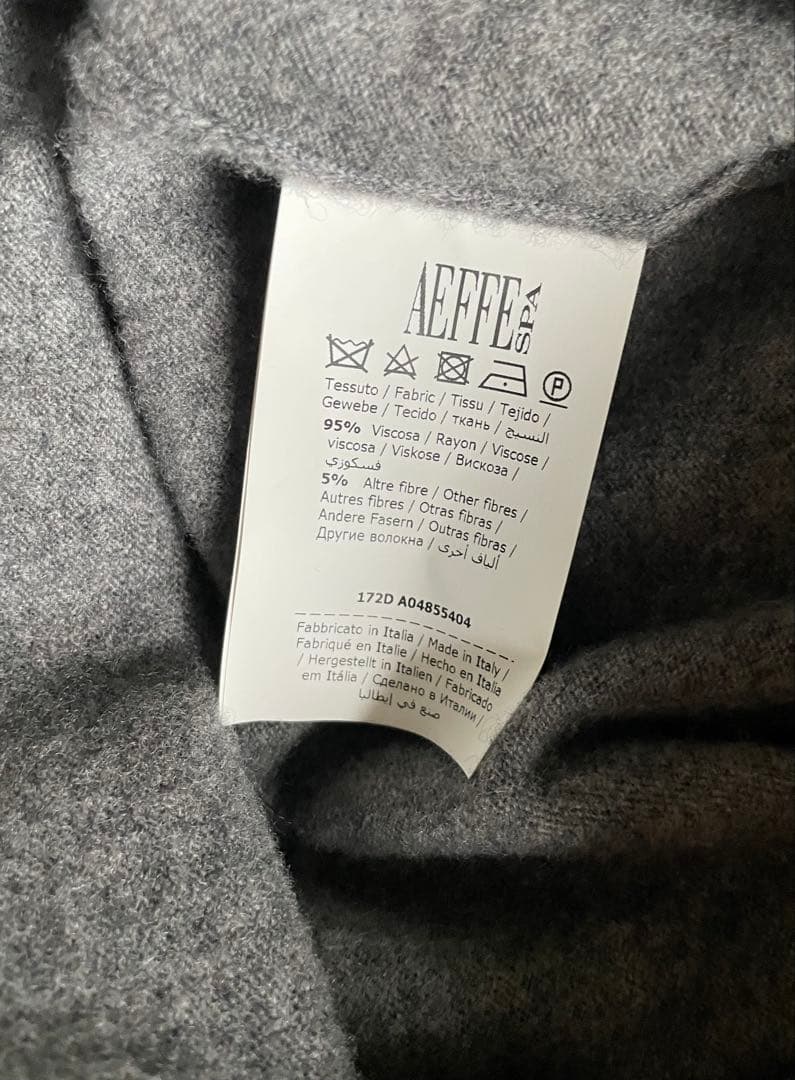 AEFFE SPA
P
Tessuto / Fabric / Tissu / Tejido /
Gewebe / Tecido / ткань / النسيج
95% Viscosa / Rayon / Viscose /
viscosa / Viskose / Вискоза /
فسكوزي
5% Altre fibre / Other fibres /
Autres fibres / Otras fibras /
Andere Fasern / Outras fibras /
Другие волокна / ألياف أخرى
172D A04855404
Fabbricato in Italia / Made in Italy /
Fabriqué en Italie / Hecho en Italia
/ Hergestellt in Italien / Fabricado
em Itália / Сделано в Италии /
صنع في إيطاليا